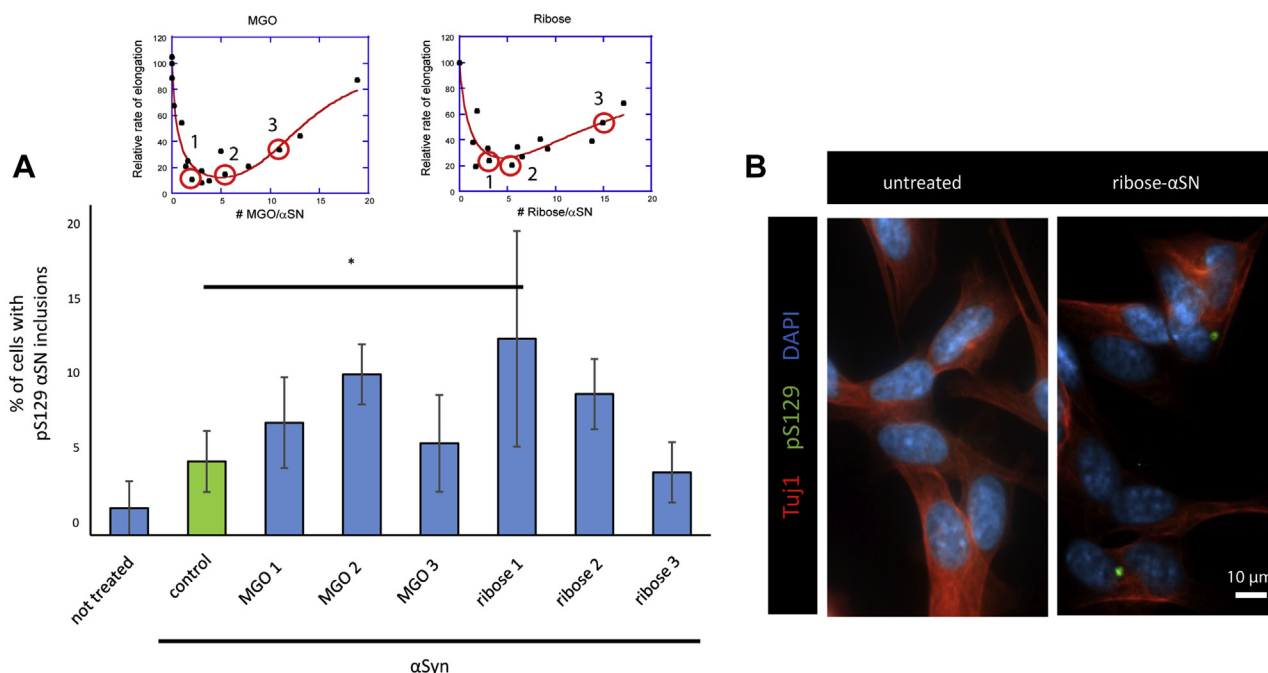 MGO
Relative rate of elongation
120
100
80
60
40
20
0
0
5
10
15
20
# MGO/αSN
1
2
3
Ribose
Relative rate of elongation
120
100
80
60
40
20
0
0
5
10
15
20
# Ribose/αSN
1
2
3
A
% of cells with
pS129 αSN inclusions
20
15
10
5
0
*
not treated
control
MGO 1
MGO 2
MGO 3
ribose 1
ribose 2
ribose 3
αSyn
B
untreated
ribose-αSN
Tuj1 pS129 DAPI
10 μm